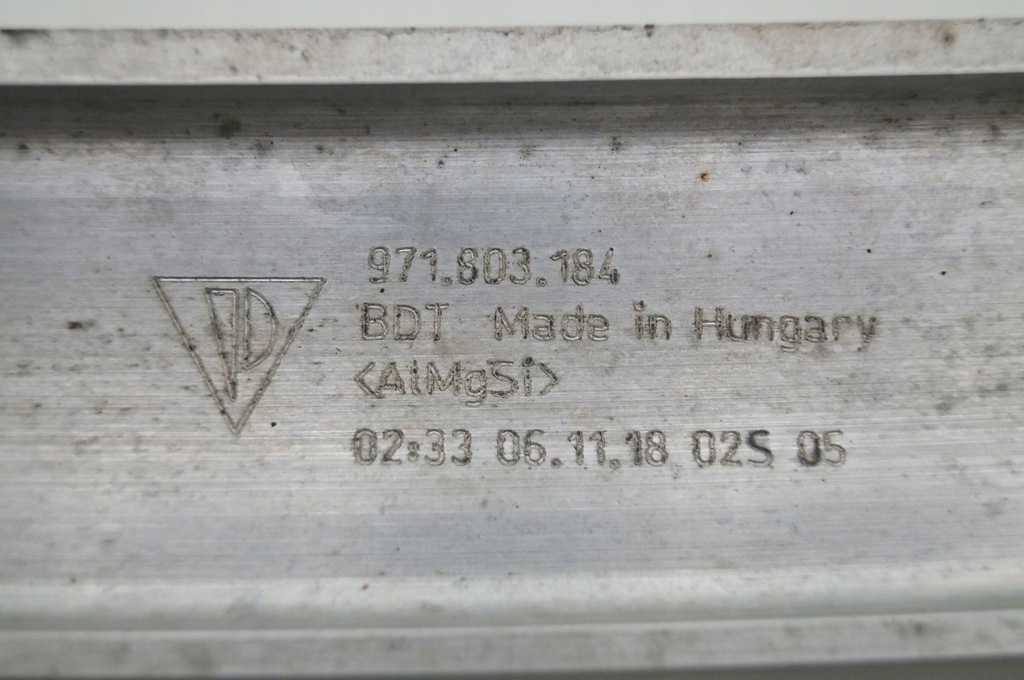 971.803.184
BDT Made in Hungary
<AlMgSi>
02:33 06.11.18 02S 05